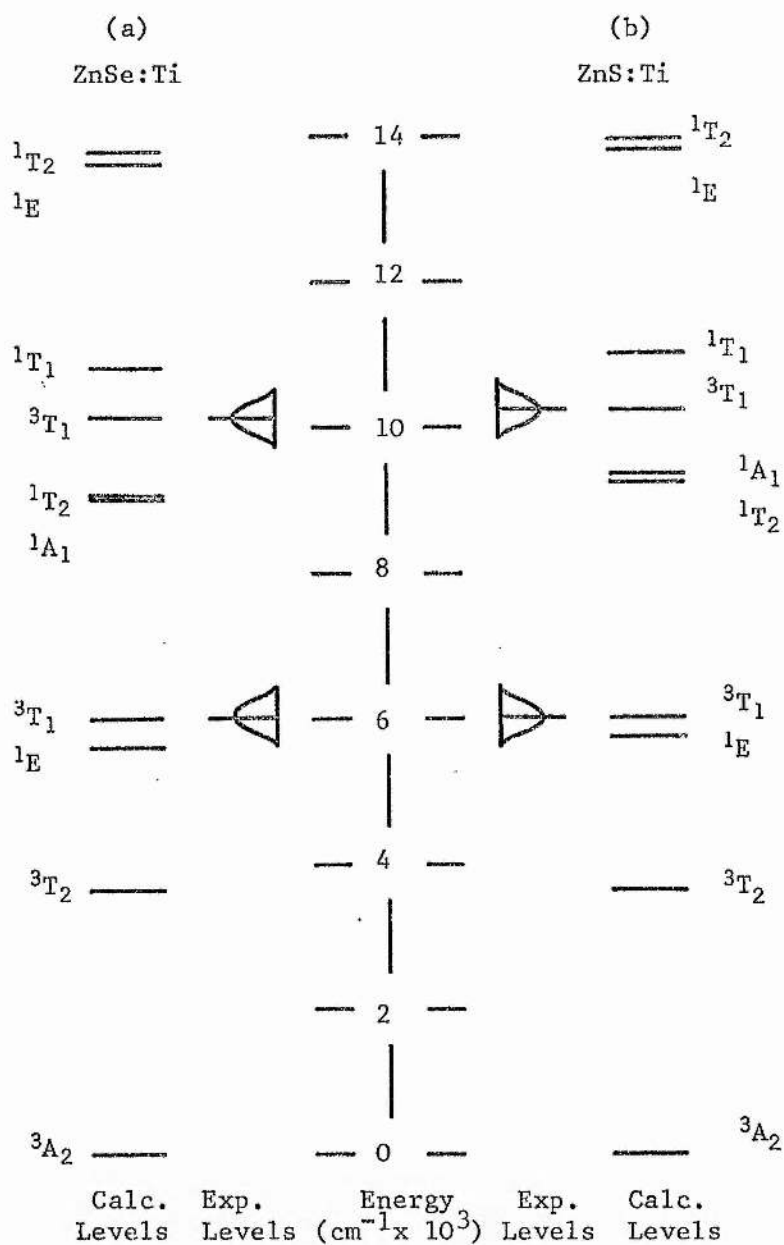 (a) (b)
ZnSe:Ti ZnS:Ti
¹T₂ 14 ¹T₂
¹E ¹E
12
¹T₁ ¹T₁
³T₁ 10 ³T₁
¹T₂ ¹A₁
¹A₁ ¹T₂
8
³T₁ 6 ³T₁
¹E ¹E
³T₂ 4 ³T₂
2
³A₂ 0 ³A₂
Calc. Exp. Energy Exp. Calc.
Levels Levels (cm⁻¹x 10³) Levels Levels